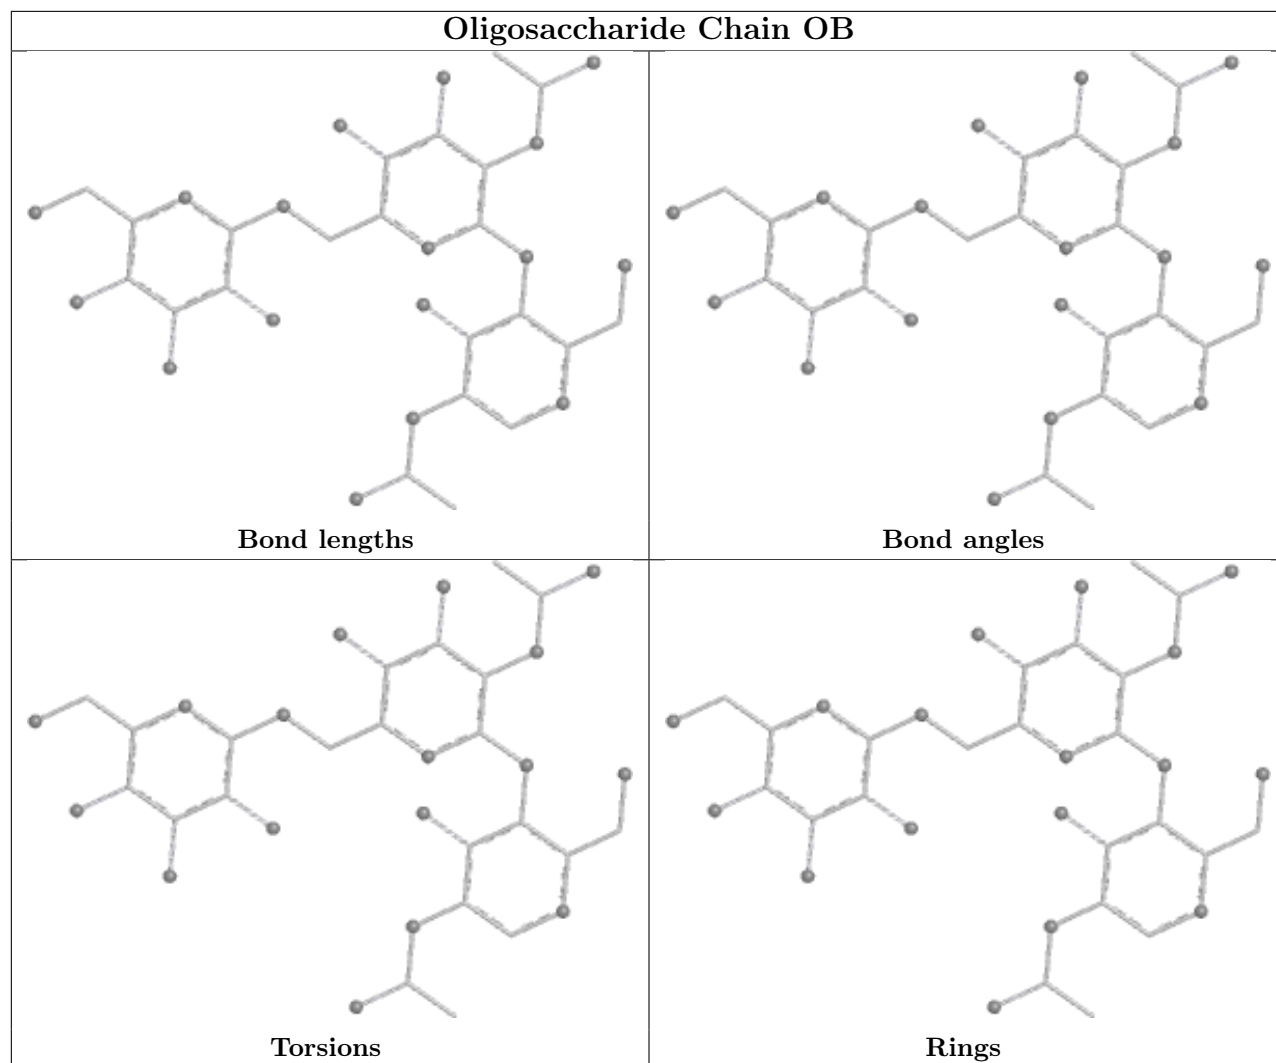 Oligosaccharide Chain OB
Bond lengths
Bond angles
Torsions
Rings